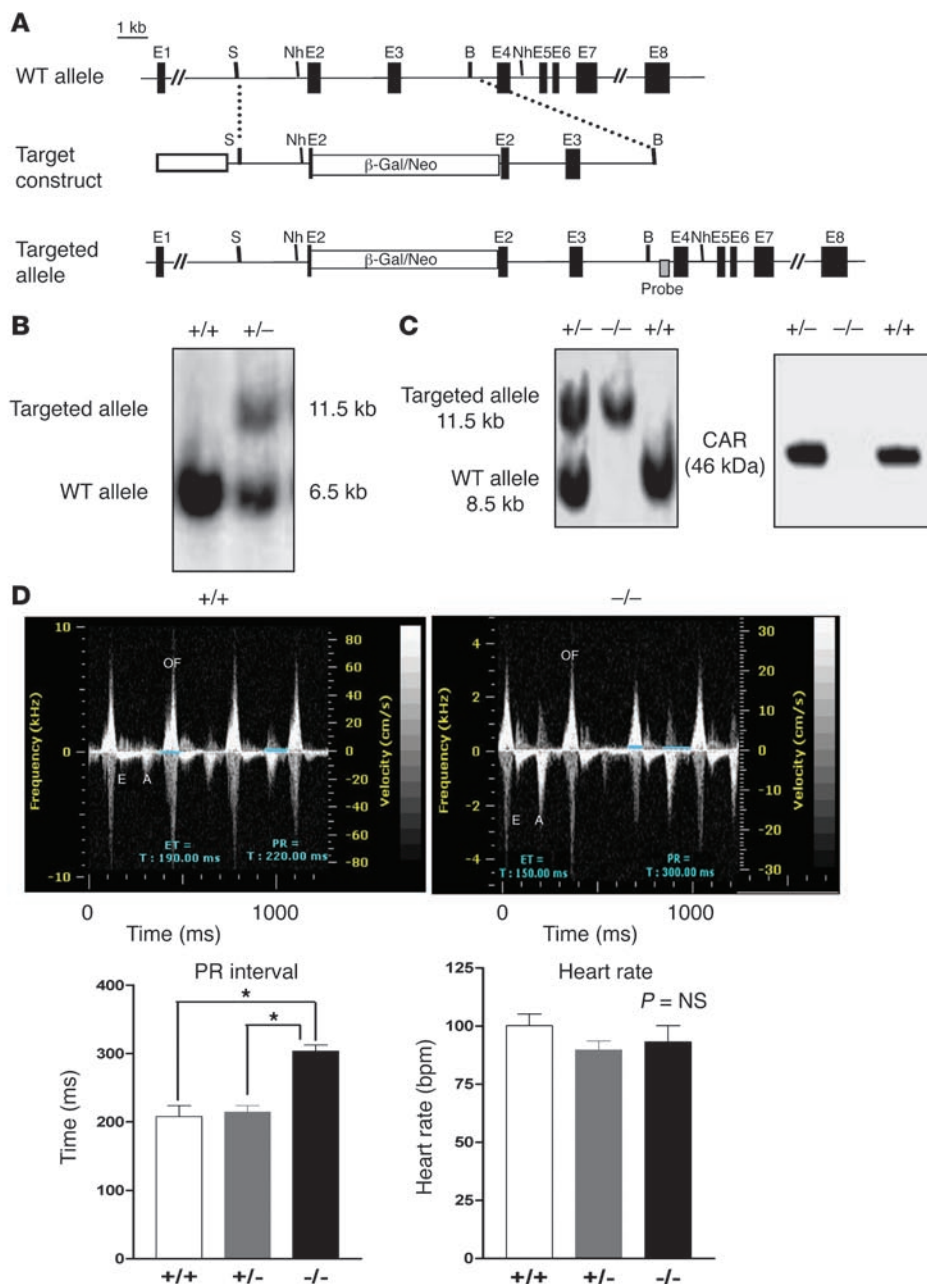 A
1 kb
E1 S Nh E2 E3 B E4 Nh E5 E6 E7 E8
WT allele
S Nh E2 E2 E3 B
Target
construct
β-Gal/Neo
E1 S Nh E2 E2 E3 B E4 Nh E5 E6 E7 E8
Targeted
allele
β-Gal/Neo
Probe
B
+/+ +/–
Targeted allele 11.5 kb
WT allele 6.5 kb
C
+/– –/– +/+
Targeted allele
11.5 kb
WT allele
8.5 kb
+/– –/– +/+
CAR
(46 kDa)
D
+/+
10
0
-10
Frequency (kHz)
OF
E A
ET =
T : 190.00 ms
PR =
T : 220.00 ms
80
60
40
20
0
-20
-40
-60
-80
Velocity (cm/s)
0 1000
Time (ms)
–/–
4
2
0
-2
-4
Frequency (kHz)
OF
E A
ET =
T : 150.00 ms
PR =
T : 300.00 ms
30
20
10
0
-10
-20
-30
Velocity (cm/s)
0 1000
Time (ms)
PR interval
400
300
200
100
0
Time (ms)
*
*
+/+ +/- -/-
Heart rate
P = NS
125
100
75
50
25
0
Heart rate (bpm)
+/+ +/- -/-